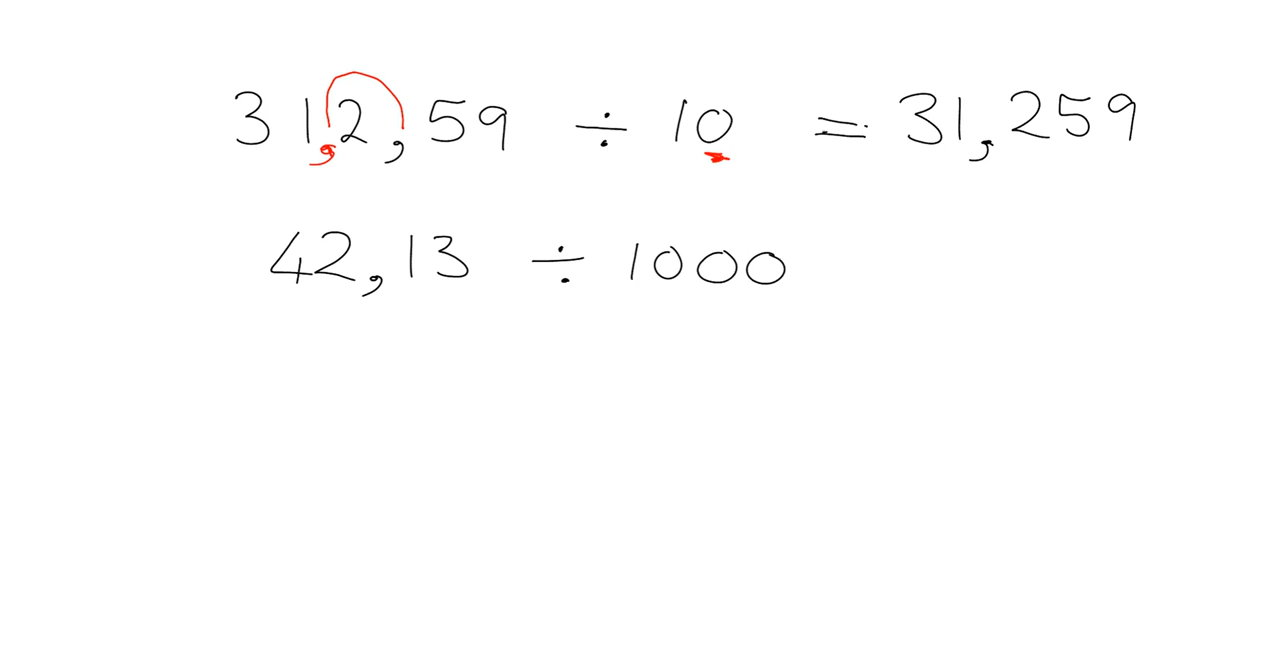 312,59 ÷ 10 = 31,259
42,13 ÷ 1000